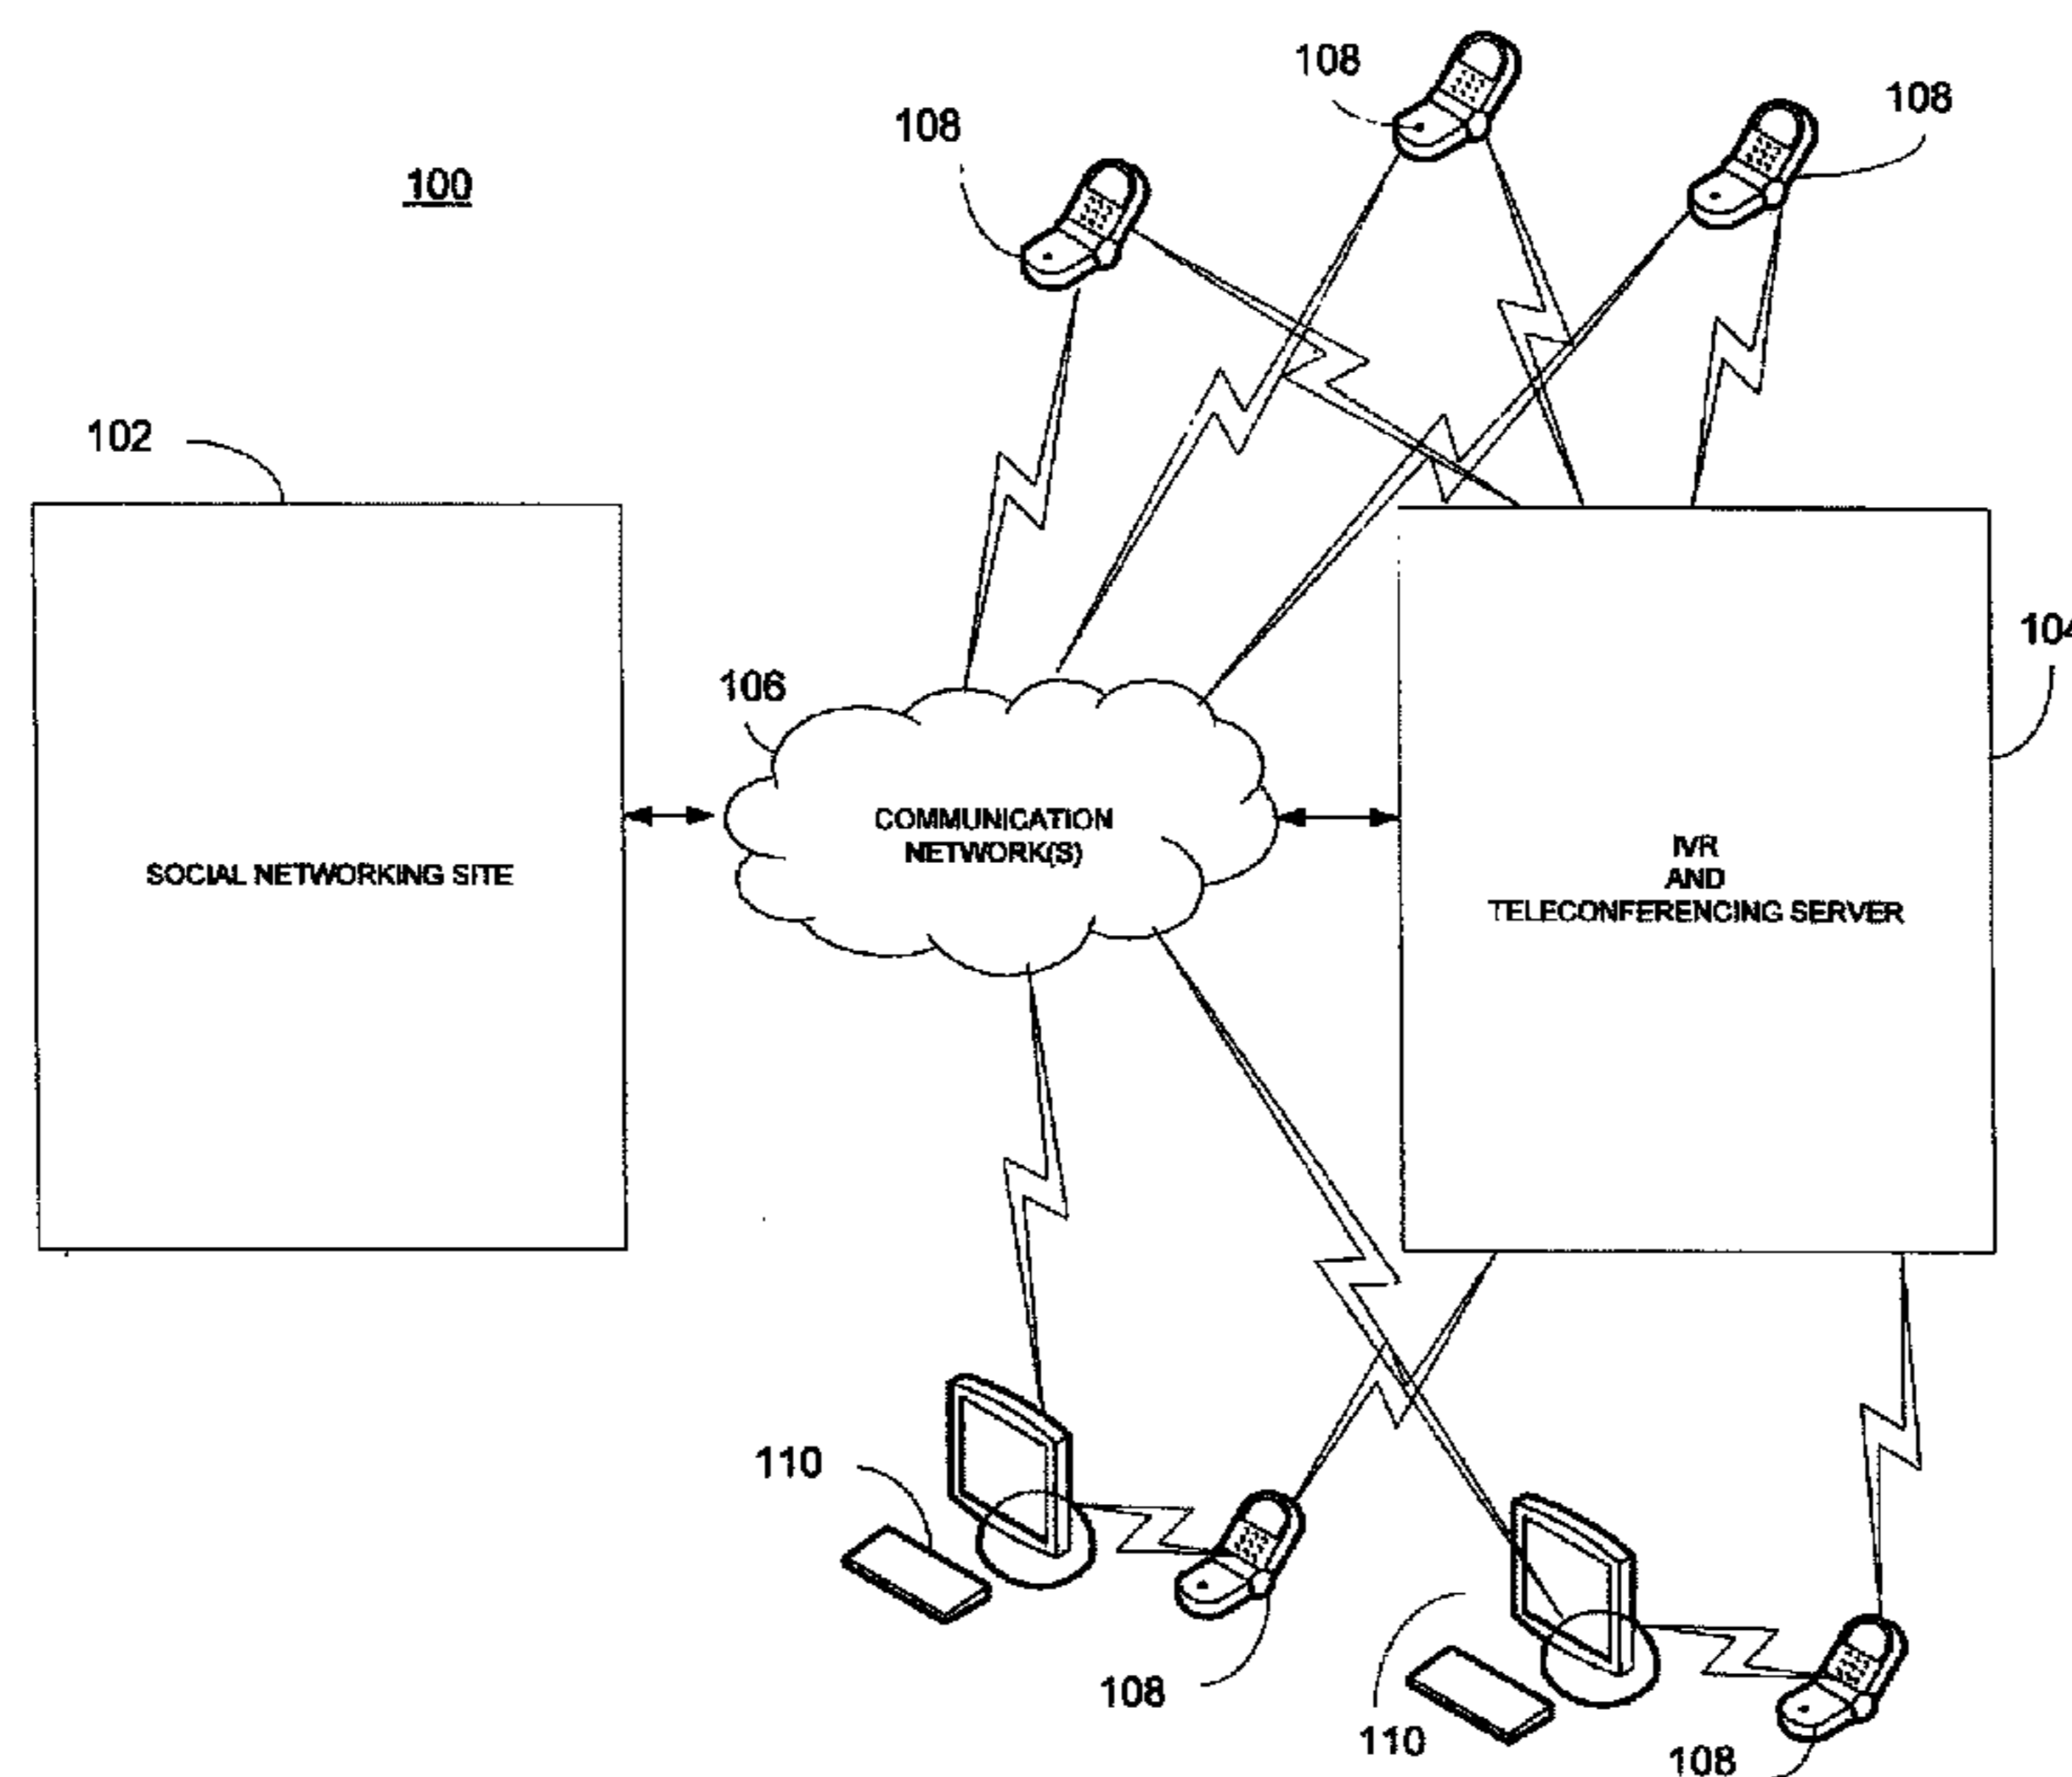 108
108
108
100
102
104
106
COMMUNICATION
NETWORK(S)
SOCIAL NETWORKING SITE
IVR
AND
TELECONFERENCING SERVER
110
108
110
108